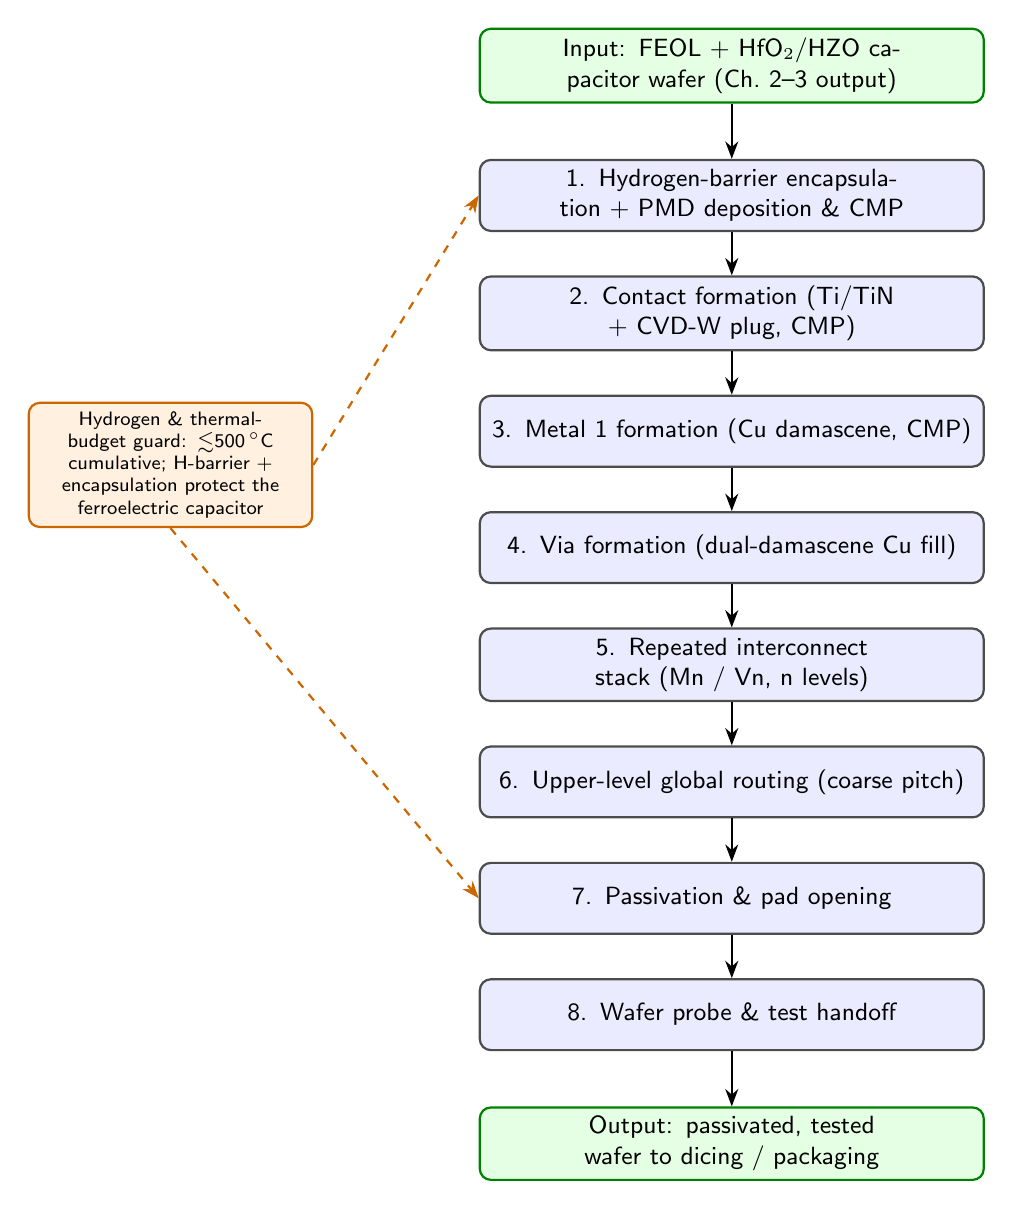 Input: FEOL + HfO₂/HZO ca-
pacitor wafer (Ch. 2–3 output)
1. Hydrogen-barrier encapsula-
tion + PMD deposition & CMP
2. Contact formation (Ti/TiN
+ CVD-W plug, CMP)
3. Metal 1 formation (Cu damascene, CMP)
Hydrogen & thermal-
budget guard: ≲500 °C
cumulative; H-barrier +
encapsulation protect the
ferroelectric capacitor
4. Via formation (dual-damascene Cu fill)
5. Repeated interconnect
stack (Mn / Vn, n levels)
6. Upper-level global routing (coarse pitch)
7. Passivation & pad opening
8. Wafer probe & test handoff
Output: passivated, tested
wafer to dicing / packaging